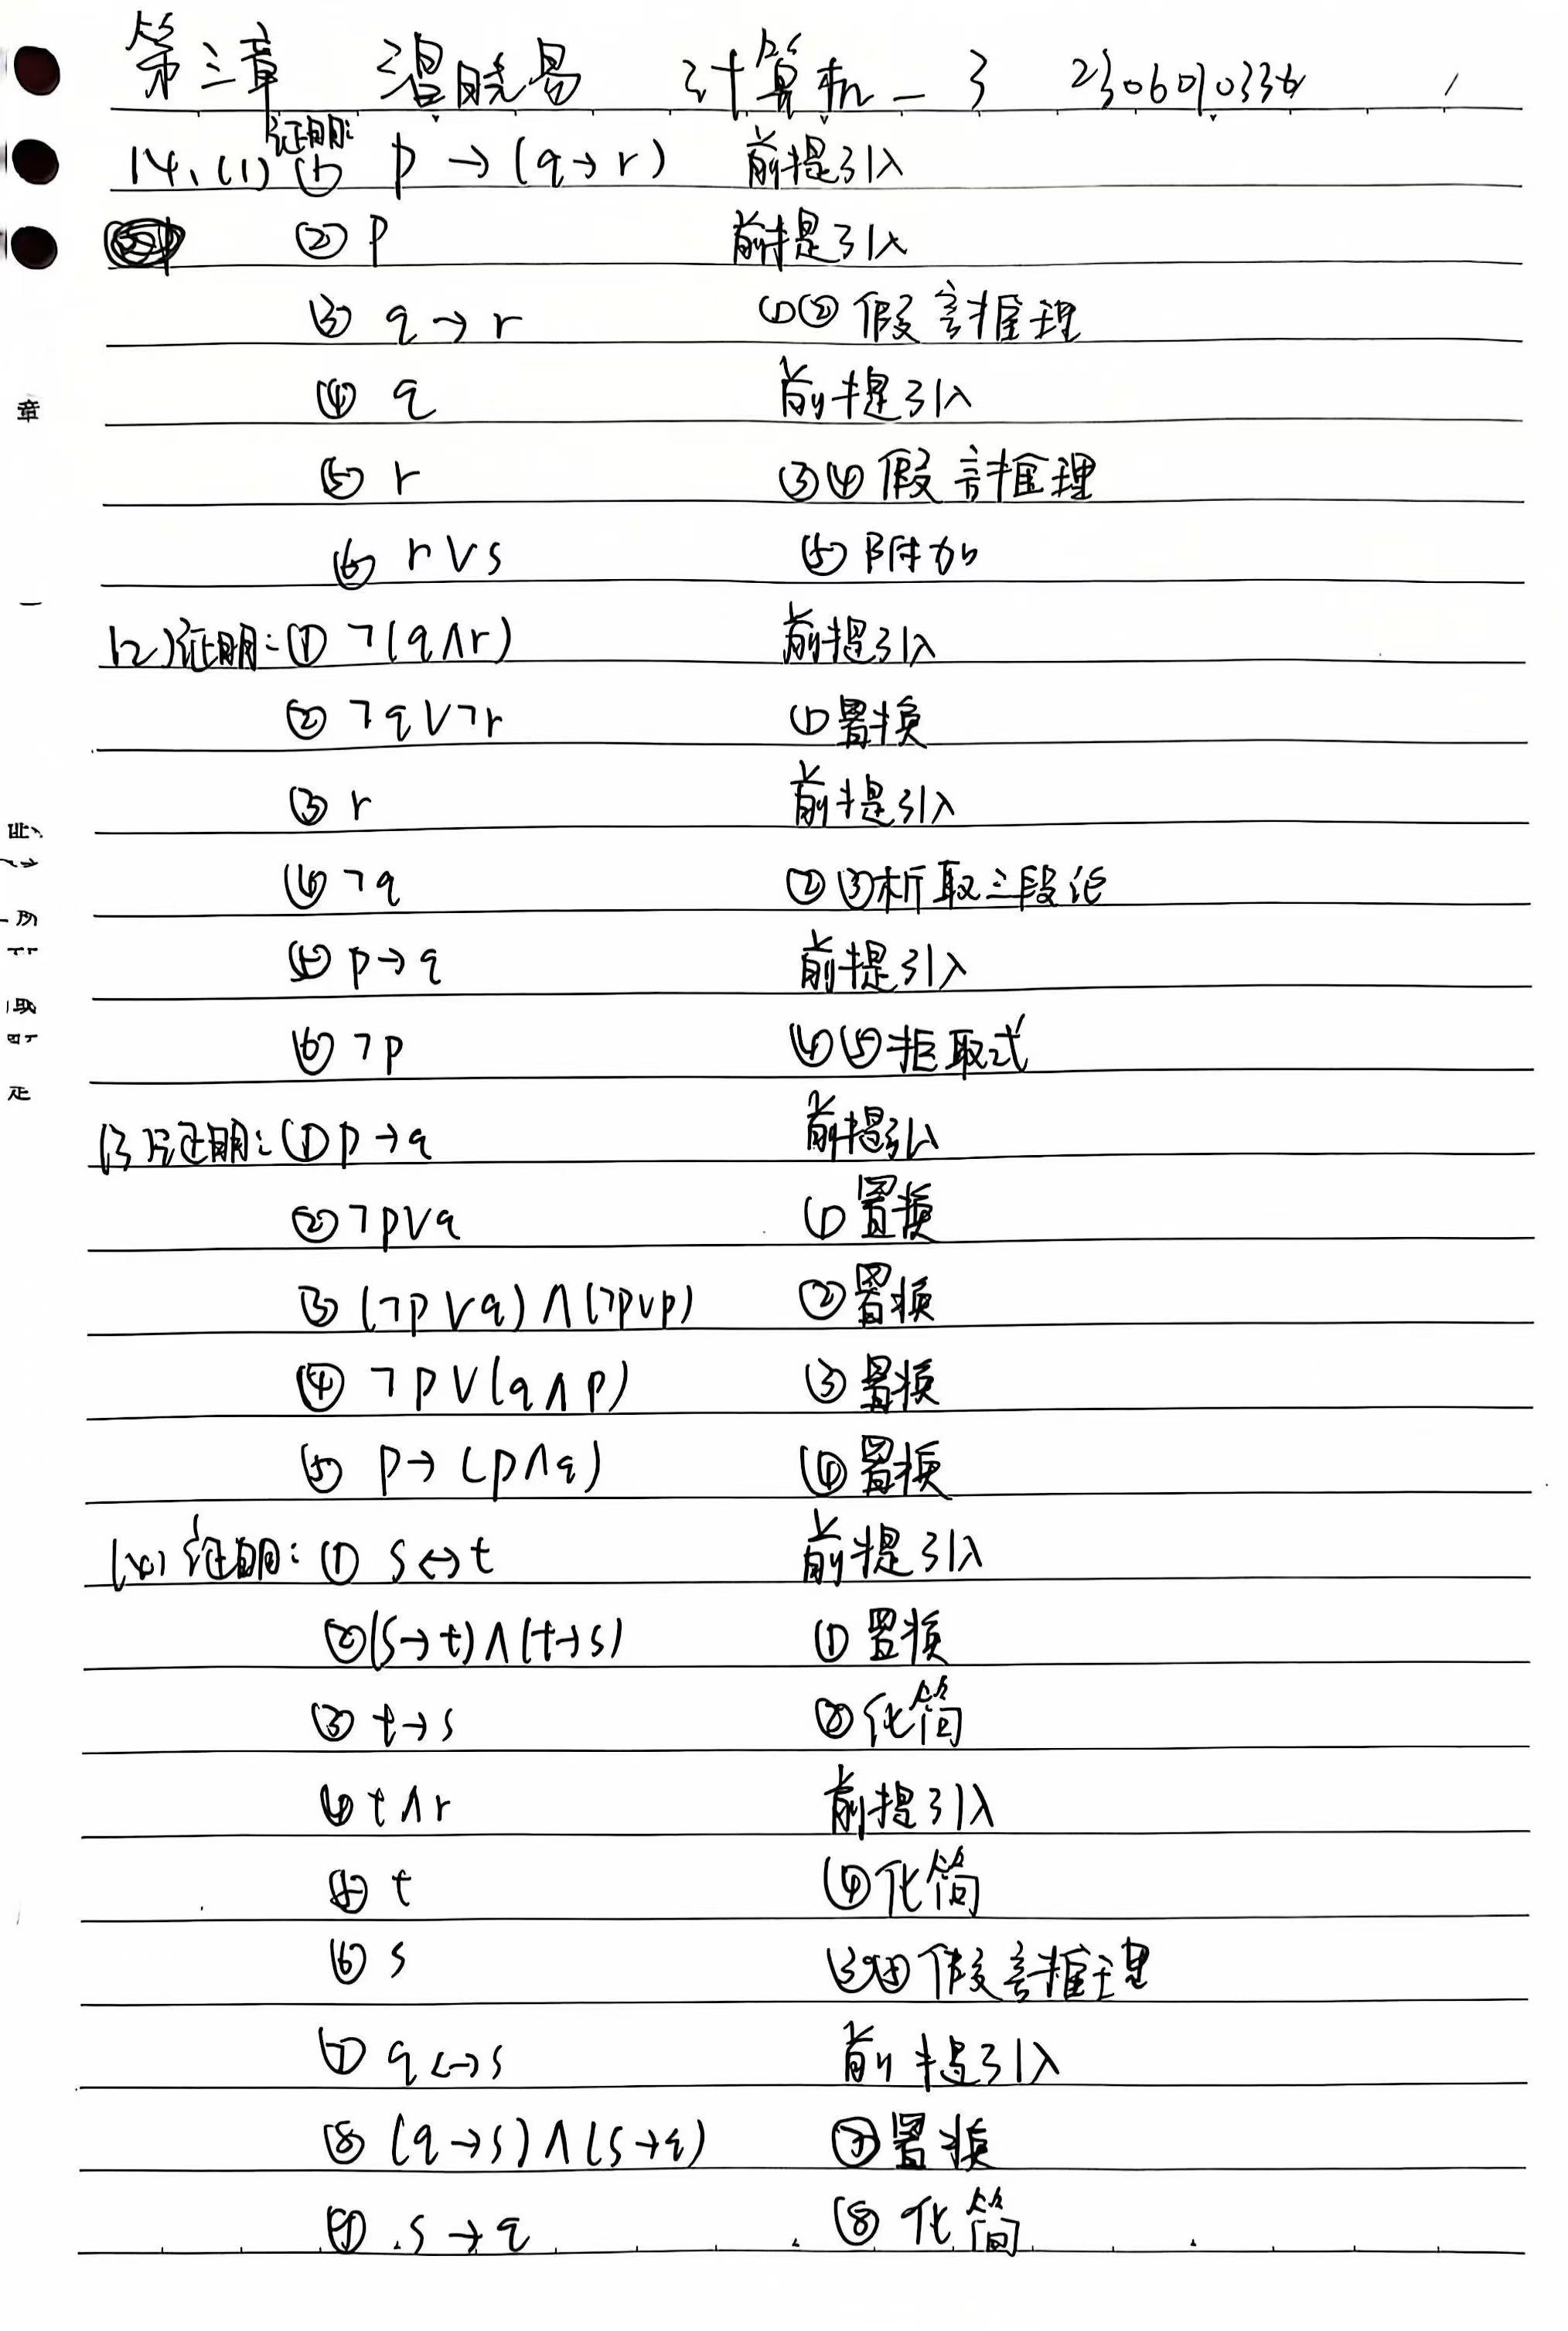 第三章 温晓易 计算机-3 2306010336
证明:
14、(1) ① p → (q → r) 前提引入
② p 前提引入
③ q → r ①② 假言推理
④ q 前提引入
⑤ r ③④ 假言推理
⑥ r ∨ s ⑤ 附加
(2) 证明: ① ¬(q∧r) 前提引入
② ¬q∨¬r ① 置换
③ r 前提引入
④ ¬q ②③ 析取三段论
⑤ p → q 前提引入
⑥ ¬p ④⑤ 拒取式
(3) 证明: ① p → q 前提引入
② ¬p∨q ① 置换
③ (¬p∨q)∧(¬p∨p) ② 置换
④ ¬p∨(q∧p) ③ 置换
⑤ p → (p∧q) ④ 置换
(4) 证明: ① s ↔ t 前提引入
② (s→t)∧(t→s) ① 置换
③ t→s ② 化简
④ t∧r 前提引入
⑤ t ④ 化简
⑥ s ③⑤ 假言推理
⑦ q ↔ s 前提引入
⑧ (q→s)∧(s→q) ⑦ 置换
⑨ s → q ⑧ 化简
章
一